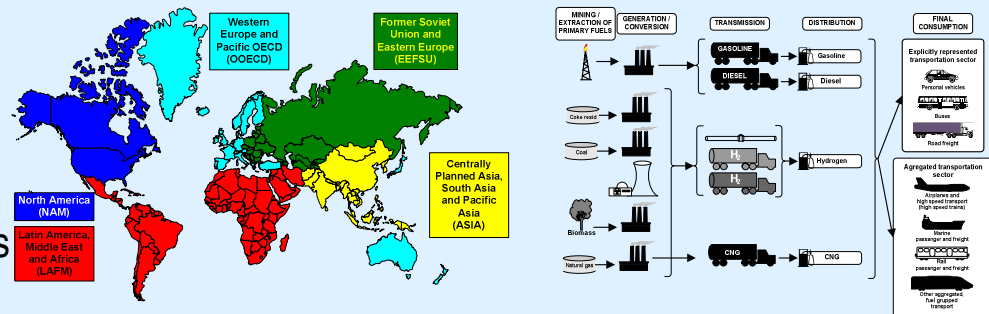 Western
Europe and
Pacific OECD
(OOECD)
Former Soviet
Union and
Eastern Europe
(EEFSU)
Centrally
Planned Asia,
South Asia
and Pacific
Asia
(ASIA)
North America
(NAM)
Latin America,
Middle East
and Africa
(LAFM)
s
MINING /
EXTRACTION OF
PRIMARY FUELS
GENERATION /
CONVERSION
TRANSMISSION
DISTRIBUTION
FINAL
CONSUMPTION
GASOLINE
Gasoline
DIESEL
Diesel
Coke resid
Coal
H2
H2
Hydrogen
Biomass
Natural gas
CNG
CNG
Explicitly represented
transportation sector
Personal vehicles
Buses
Road freight
Agregated transportation
sector
Airplanes and
high speed transport
(high speed trains)
Marine
passenger and freight
Rail
passenger and freight
Other aggregated,
fuel grupped
transport